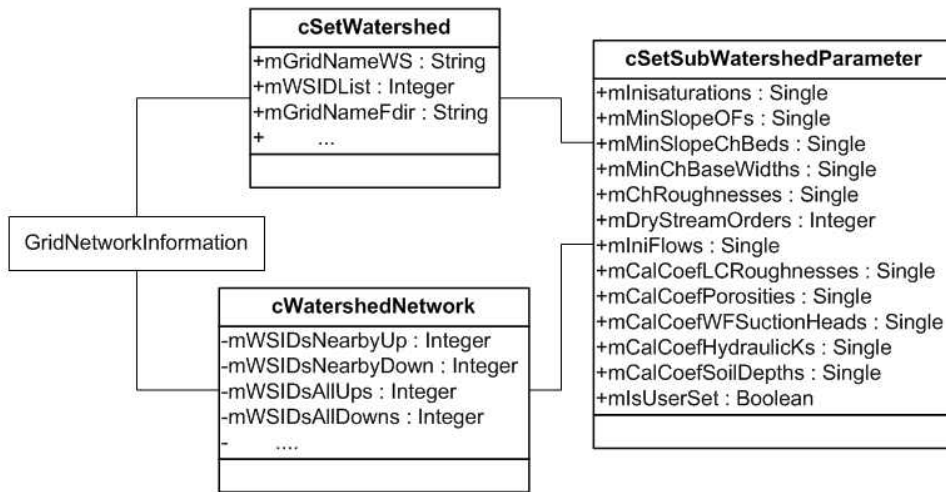 cSetWatershed
+mGridNameWS : String
+mWSIDList : Integer
+mGridNameFdir : String
+ ...
cSetSubWatershedParameter
+mInisaturations : Single
+mMinSlopeOFs : Single
+mMinSlopeChBeds : Single
+mMinChBaseWidths : Single
+mChRoughnesses : Single
+mDryStreamOrders : Integer
+mIniFlows : Single
+mCalCoefLCRoughnesses : Single
+mCalCoefPorosities : Single
+mCalCoefWFSuctionHeads : Single
+mCalCoefHydraulicKs : Single
+mCalCoefSoilDepths : Single
+mIsUserSet : Boolean
GridNetworkInformation
cWatershedNetwork
-mWSIDsNearbyUp : Integer
-mWSIDsNearbyDown : Integer
-mWSIDsAllUps : Integer
-mWSIDsAllDowns : Integer
- ....